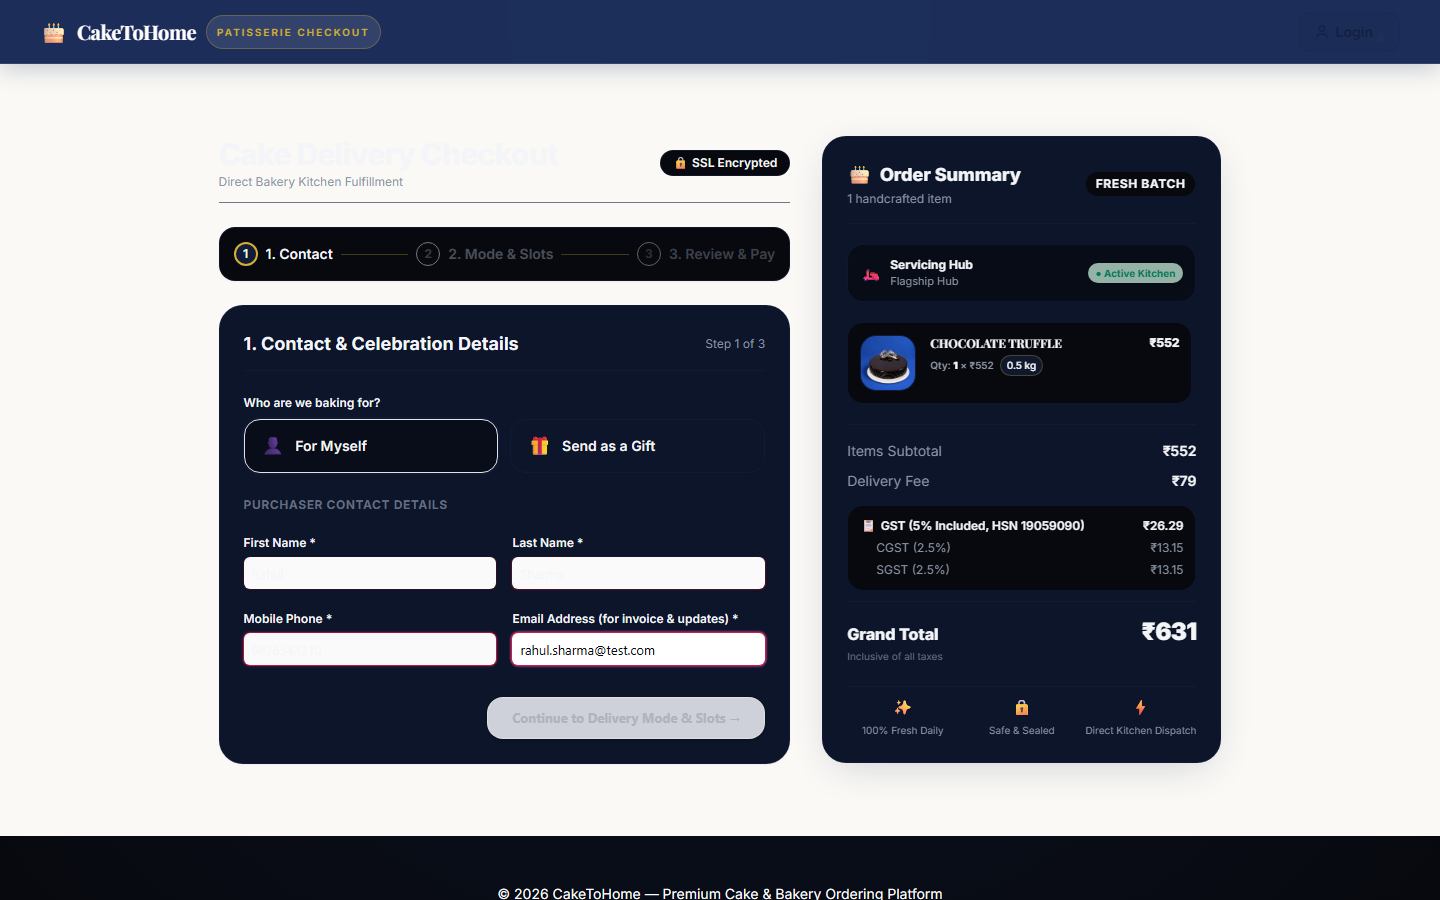 CakeToHome
PATISSERIE CHECKOUT
Login
Cake Delivery Checkout
Direct Bakery Kitchen Fulfillment
SSL Encrypted
1 1. Contact
2 2. Mode & Slots
3 3. Review & Pay
1. Contact & Celebration Details
Step 1 of 3
Who are we baking for?
For Myself
Send as a Gift
PURCHASER CONTACT DETAILS
First Name *
Last Name *
Rahul
Sharma
Mobile Phone *
Email Address (for invoice & updates) *
rahul.sharma@test.com
Continue to Delivery Mode & Slots →
Order Summary
1 handcrafted item
FRESH BATCH
Servicing Hub
Flagship Hub
● Active Kitchen
CHOCOLATE TRUFFLE
₹552
Qty: 1 × ₹552 0.5 kg
Items Subtotal ₹552
Delivery Fee ₹79
GST (5% Included, HSN 19059090) ₹26.29
CGST (2.5%) ₹13.15
SGST (2.5%) ₹13.15
Grand Total ₹631
Inclusive of all taxes
100% Fresh Daily
Safe & Sealed
Direct Kitchen Dispatch
© 2026 CakeToHome — Premium Cake & Bakery Ordering Platform